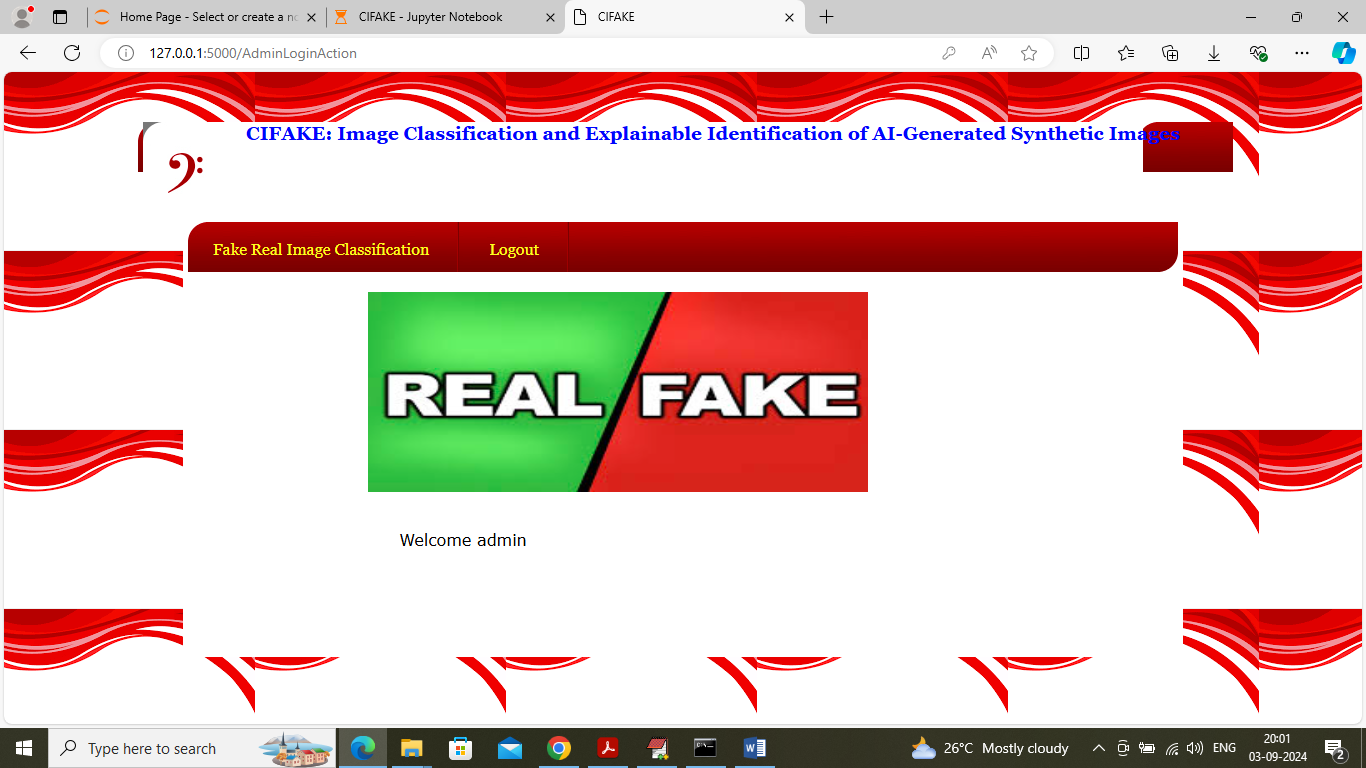 Home Page - Select or create a no
CIFAKE - Jupyter Notebook
CIFAKE
127.0.0.1:5000/AdminLoginAction
CIFAKE: Image Classification and Explainable Identification of AI-Generated Synthetic Images
Fake Real Image Classification
Logout
REAL FAKE
Welcome admin
Type here to search
26°C Mostly cloudy
ENG
20:01
03-09-2024
2